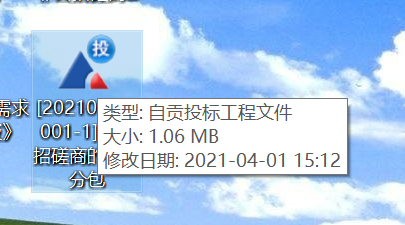 投
需求
[20210
001-1]
招磋商的
分包
类型: 自贡投标工程文件
大小: 1.06 MB
修改日期: 2021-04-01 15:12